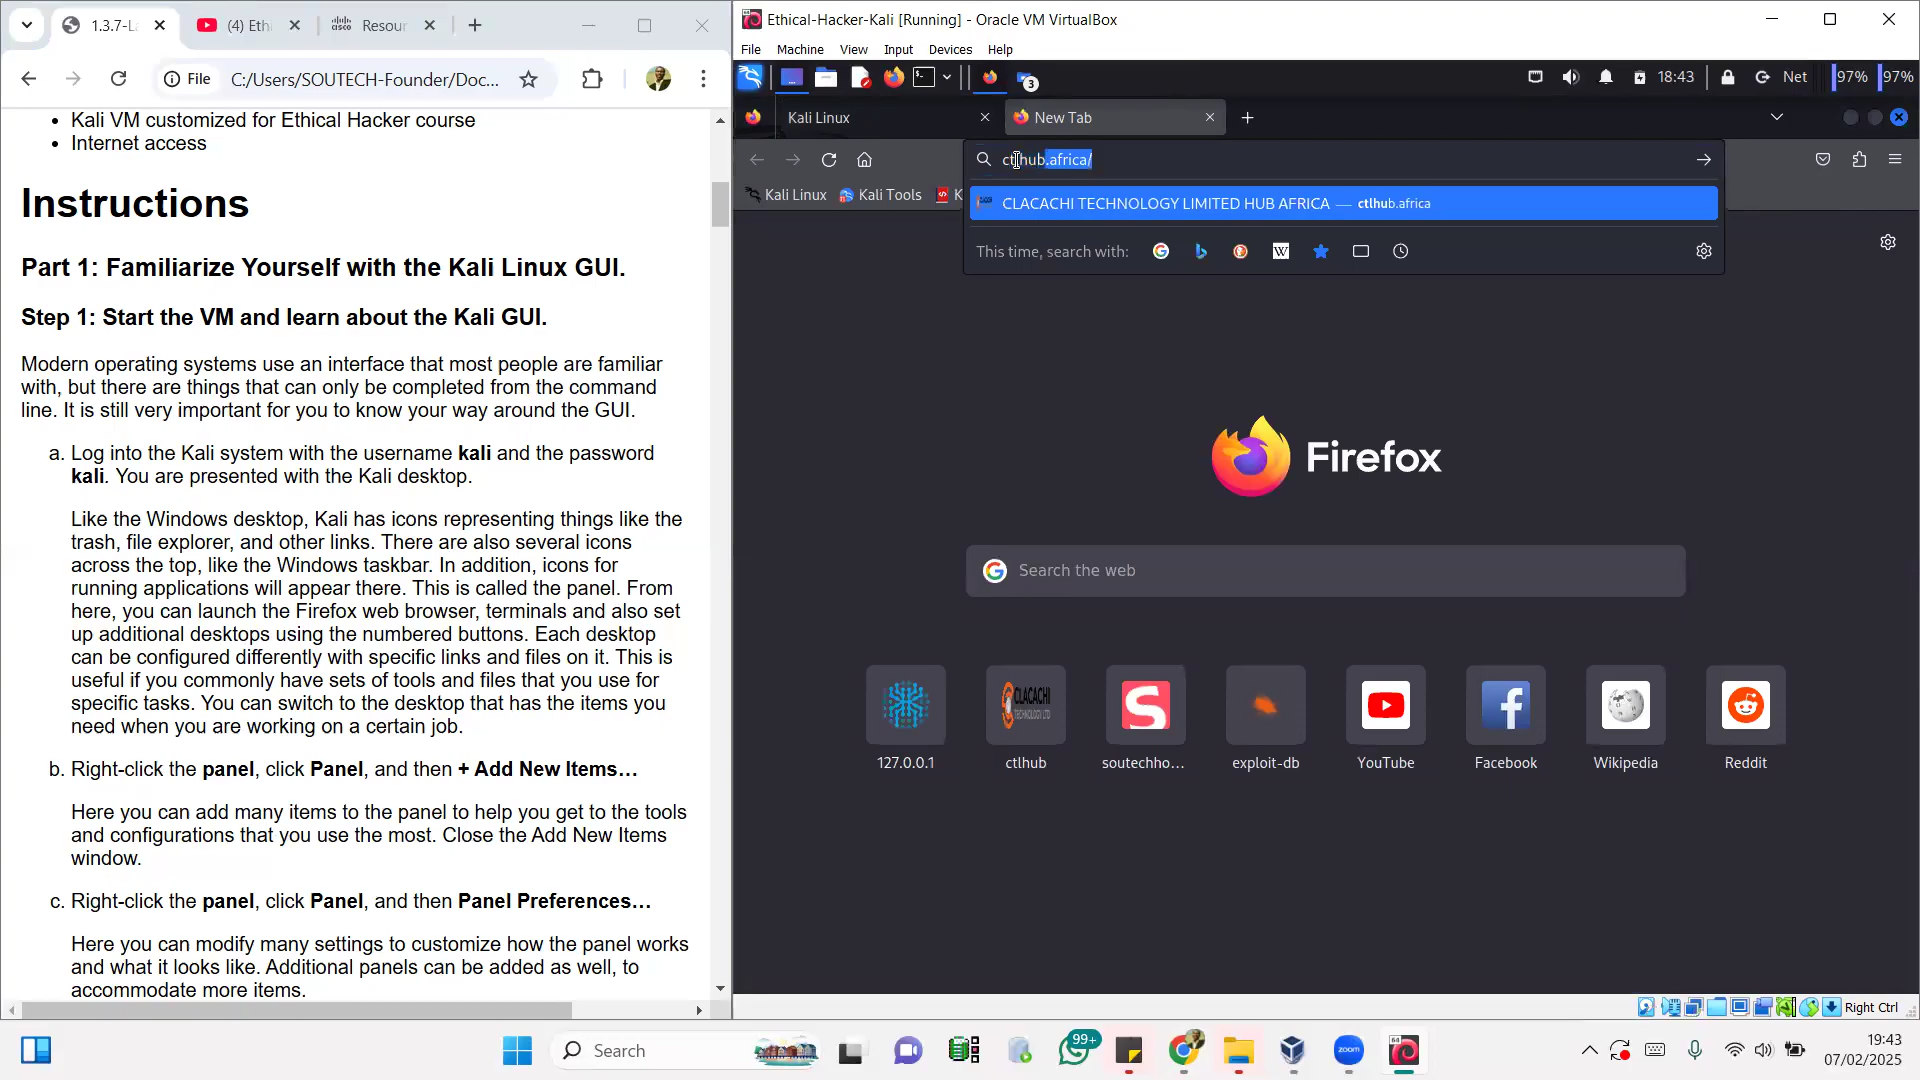 1.3.7-La
(4) Ethi
Resour
File
C:/Users/SOUTECH-Founder/Doc...
• Kali VM customized for Ethical Hacker course
• Internet access
Instructions
Part 1: Familiarize Yourself with the Kali Linux GUI.
Step 1: Start the VM and learn about the Kali GUI.
Modern operating systems use an interface that most people are familiar
with, but there are things that can only be completed from the command
line. It is still very important for you to know your way around the GUI.
a. Log into the Kali system with the username kali and the password
kali. You are presented with the Kali desktop.
Like the Windows desktop, Kali has icons representing things like the
trash, file explorer, and other links. There are also several icons
across the top, like the Windows taskbar. In addition, icons for
running applications will appear there. This is called the panel. From
here, you can launch the Firefox web browser, terminals and also set
up additional desktops using the numbered buttons. Each desktop
can be configured differently with specific links and files on it. This is
useful if you commonly have sets of tools and files that you use for
specific tasks. You can switch to the desktop that has the items you
need when you are working on a certain job.
b. Right-click the panel, click Panel, and then + Add New Items…
Here you can add many items to the panel to help you get to the tools
and configurations that you use the most. Close the Add New Items
window.
c. Right-click the panel, click Panel, and then Panel Preferences…
Here you can modify many settings to customize how the panel works
and what it looks like. Additional panels can be added as well, to
accommodate more items.
Ethical-Hacker-Kali [Running] - Oracle VM VirtualBox
File Machine View Input Devices Help
3
18:43
Net
97%
97%
Kali Linux
New Tab
ctlhub.africa/
Kali Linux
Kali Tools
K
CLACACHI TECHNOLOGY LIMITED HUB AFRICA — ctlhub.africa
This time, search with:
Firefox
Search the web
CLACACHI
TECHNOLOGY LTD
127.0.0.1
ctlhub
soutechho...
exploit-db
YouTube
Facebook
Wikipedia
Reddit
Right Ctrl
Search
99+
zoom
64
19:43
07/02/2025